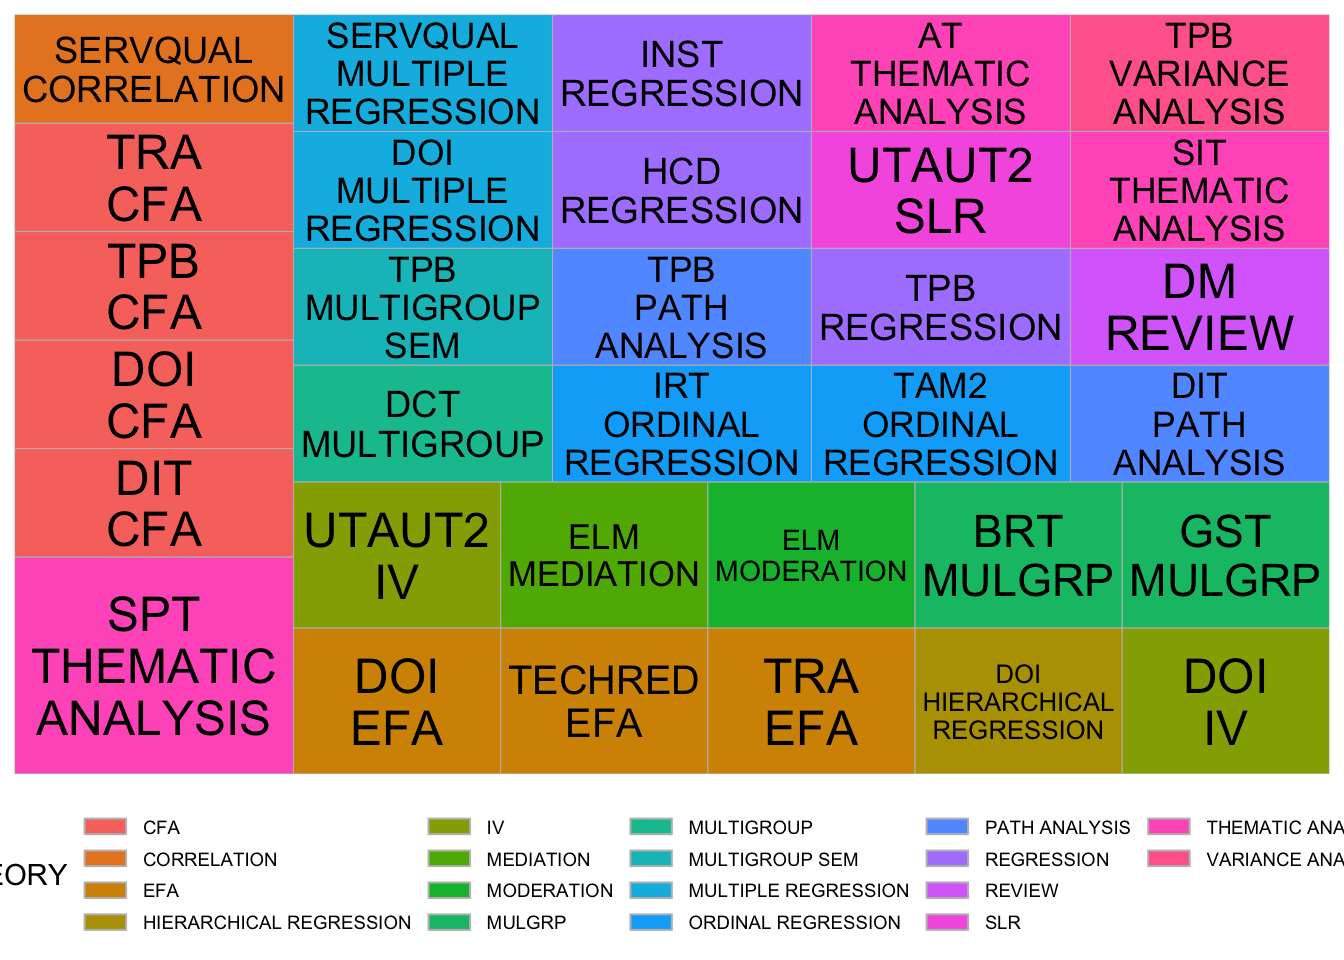 SERVQUAL
CORRELATION
TRA
CFA
TPB
CFA
DOI
CFA
DIT
CFA
SPT
THEMATIC
ANALYSIS
SERVQUAL
MULTIPLE
REGRESSION
INST
REGRESSION
AT
THEMATIC
ANALYSIS
TPB
VARIANCE
ANALYSIS
DOI
MULTIPLE
REGRESSION
HCD
REGRESSION
UTAUT2
SLR
SIT
THEMATIC
ANALYSIS
TPB
MULTIGROUP
SEM
TPB
PATH
ANALYSIS
TPB
REGRESSION
DM
REVIEW
DCT
MULTIGROUP
IRT
ORDINAL
REGRESSION
TAM2
ORDINAL
REGRESSION
DIT
PATH
ANALYSIS
UTAUT2
IV
ELM
MEDIATION
ELM
MODERATION
BRT
MULGRP
GST
MULGRP
DOI
EFA
TECHRED
EFA
TRA
EFA
DOI
HIERARCHICAL
REGRESSION
DOI
IV
EORY
CFA
CORRELATION
EFA
HIERARCHICAL REGRESSION
IV
MEDIATION
MODERATION
MULGRP
MULTIGROUP
MULTIGROUP SEM
MULTIPLE REGRESSION
ORDINAL REGRESSION
PATH ANALYSIS
REGRESSION
REVIEW
SLR
THEMATIC ANA
VARIANCE ANA